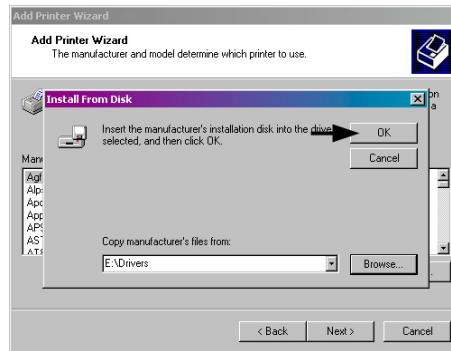 Add Printer Wizard
Add Printer Wizard
The manufacturer and model determine which printer to use.
Install From Disk
Insert the manufacturer's installation disk into the drive
selected, and then click OK.
OK
Cancel
Copy manufacturer's files from:
E:\Drivers
Browse...
< Back
Next >
Cancel